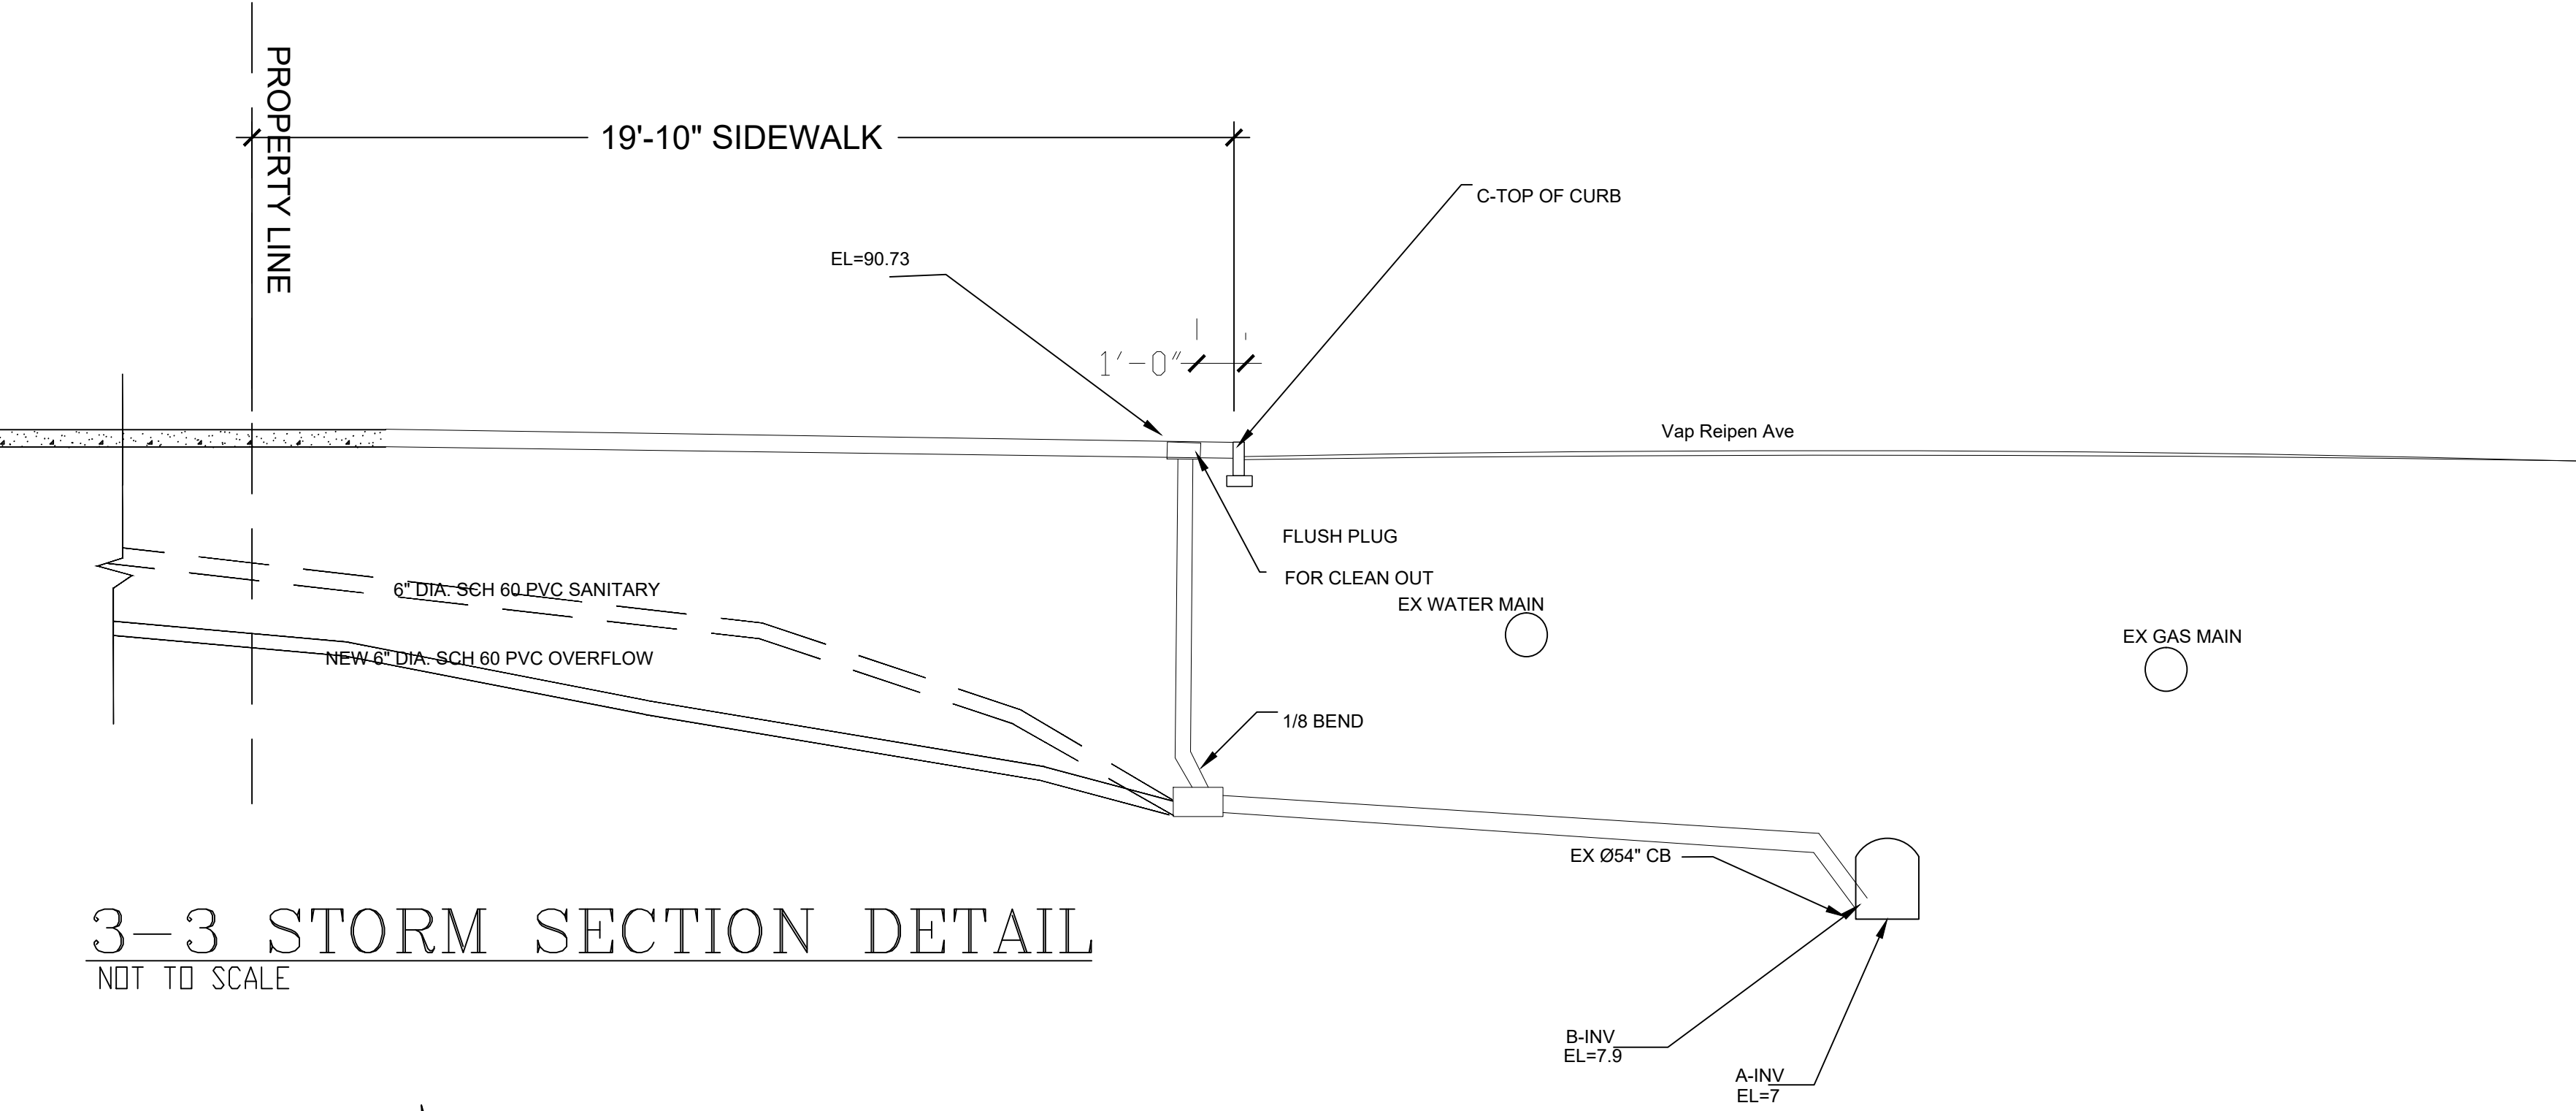 PROPERTY LINE
19'-10" SIDEWALK
C-TOP OF CURB
EL=90.73
1'-0"
Vap Reipen Ave
FLUSH PLUG
FOR CLEAN OUT
6" DIA. SCH 60 PVC SANITARY
EX WATER MAIN
EX GAS MAIN
NEW 6" DIA. SCH 60 PVC OVERFLOW
1/8 BEND
EX Ø54" CB
3-3 STORM SECTION DETAIL
NOT TO SCALE
B-INV
EL=7.9
A-INV
EL=7